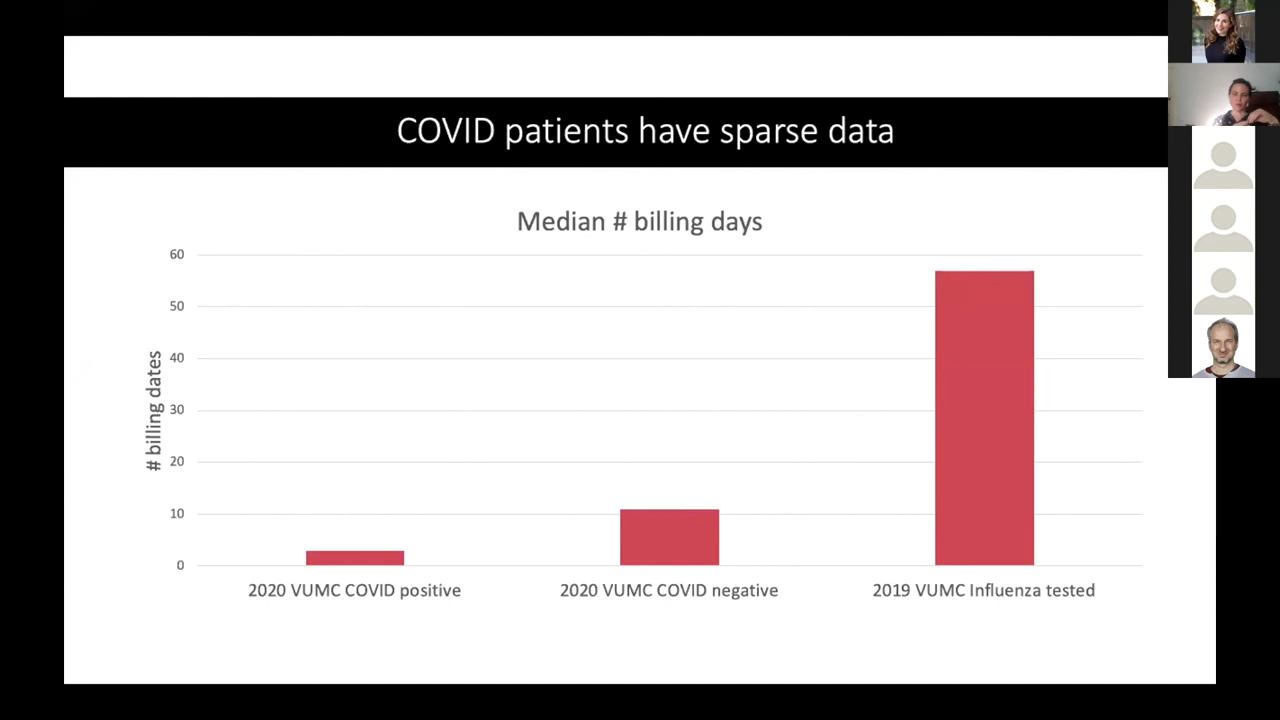 COVID patients have sparse data
Median # billing days
# billing dates
60
50
40
30
20
10
0
2020 VUMC COVID positive
2020 VUMC COVID negative
2019 VUMC Influenza tested